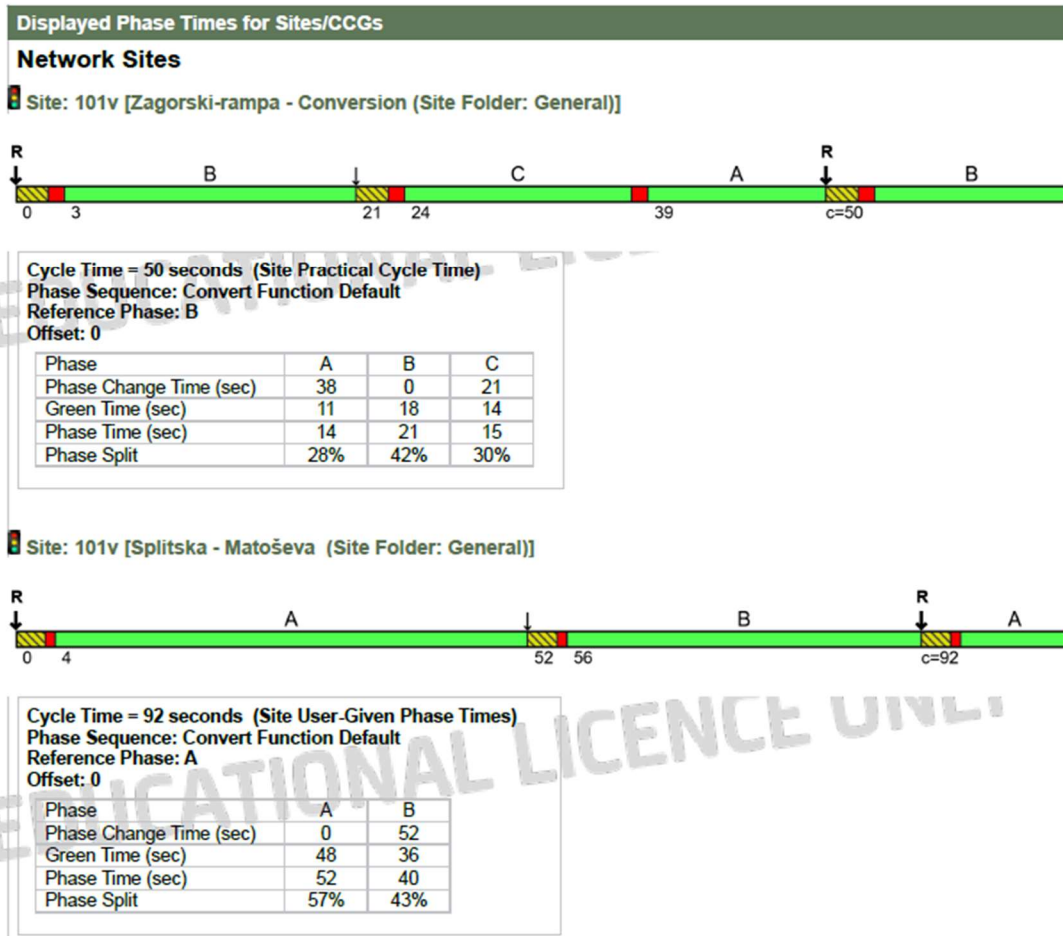 Displayed Phase Times for Sites/CCGs
Network Sites
Site: 101v [Zagorski-rampa - Conversion (Site Folder: General)]
R R
B C A B
0 3 21 24 39 c=50
EDUCATIONAL LICENCE
Cycle Time = 50 seconds (Site Practical Cycle Time)
Phase Sequence: Convert Function Default
Reference Phase: B
Offset: 0
Phase A B C
Phase Change Time (sec) 38 0 21
Green Time (sec) 11 18 14
Phase Time (sec) 14 21 15
Phase Split 28% 42% 30%
Site: 101v [Splitska - Matoševa (Site Folder: General)]
R R
A B A
0 4 52 56 c=92
EDUCATIONAL LICENCE ONLY
Cycle Time = 92 seconds (Site User-Given Phase Times)
Phase Sequence: Convert Function Default
Reference Phase: A
Offset: 0
Phase A B
Phase Change Time (sec) 0 52
Green Time (sec) 48 36
Phase Time (sec) 52 40
Phase Split 57% 43%